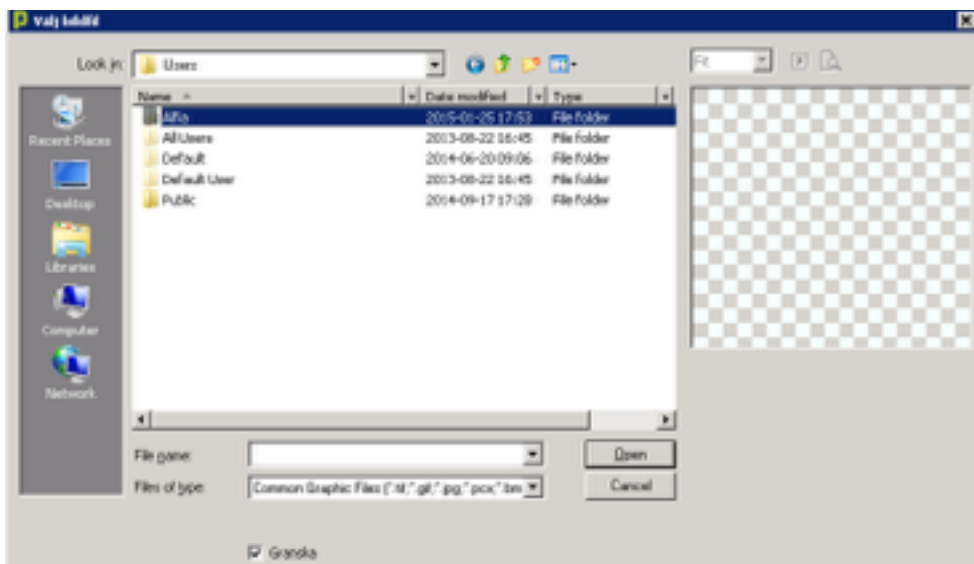 Välj bildfil
Look in: Users Fit
Name Date modified Type
Alfa 2015-01-25 17:53 File folder
Recent Places All Users 2013-08-22 16:45 File folder
Default 2014-06-20 09:06 File folder
Default User 2013-08-22 16:45 File folder
Desktop Public 2014-09-17 17:28 File folder
Libraries
Computer
Network
File name: Open
Files of type: Common Graphic Files (*.tif;*.gif;*.jpg;*.pcx;*.bm Cancel
Granska